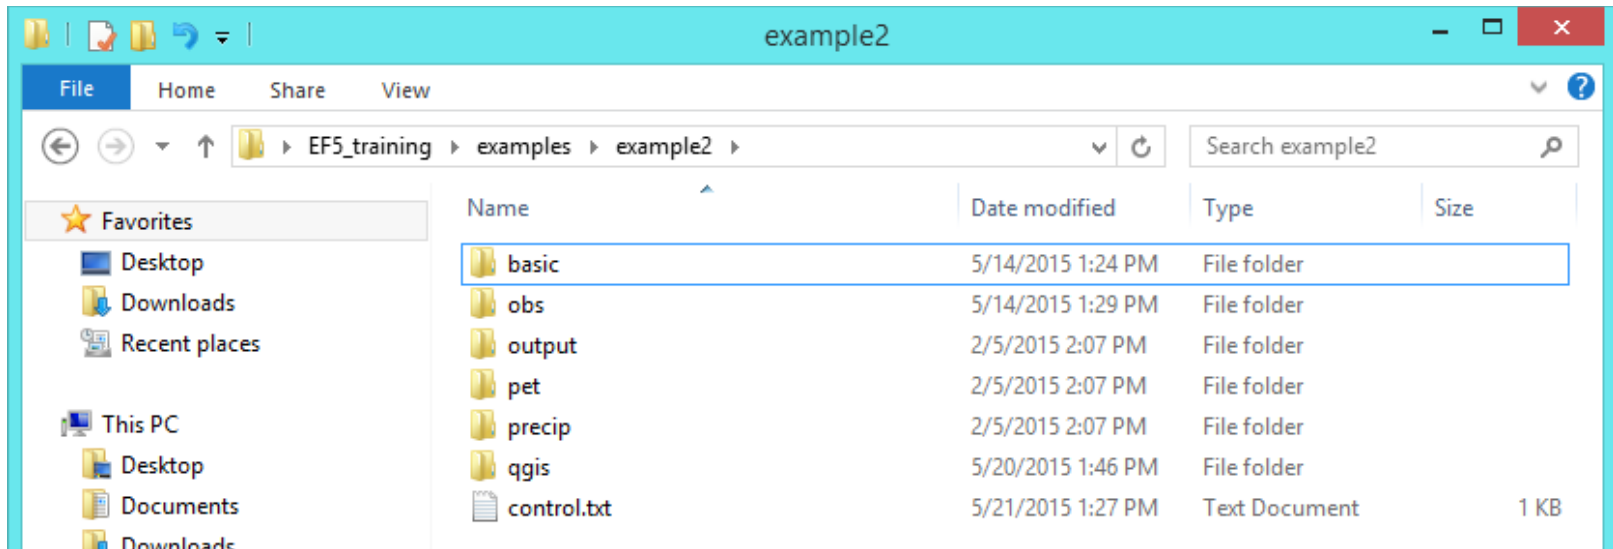 example2
File Home Share View
EF5_training examples example2 Search example2
Name Date modified Type Size
Favorites
Desktop
Downloads
Recent places
This PC
Desktop
Documents
Downloads
basic 5/14/2015 1:24 PM File folder
obs 5/14/2015 1:29 PM File folder
output 2/5/2015 2:07 PM File folder
pet 2/5/2015 2:07 PM File folder
precip 2/5/2015 2:07 PM File folder
qgis 5/20/2015 1:46 PM File folder
control.txt 5/21/2015 1:27 PM Text Document 1 KB